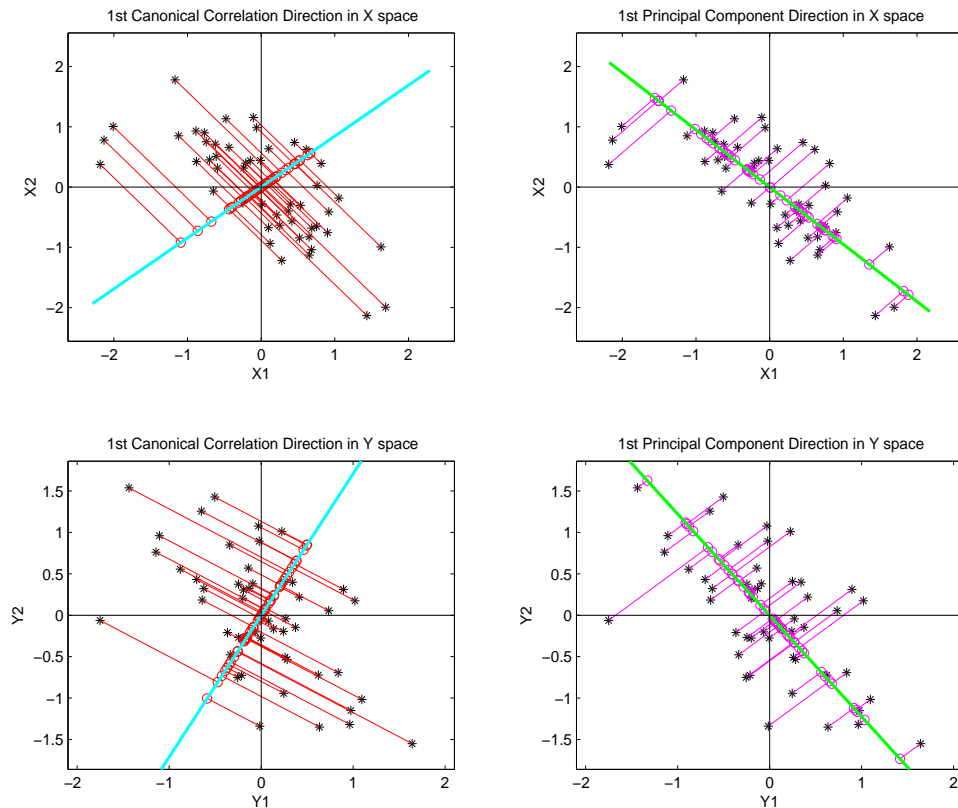 1st Canonical Correlation Direction in X space
2
1
0
−1
−2
X2
−2 −1 0 1 2
X1
1st Principal Component Direction in X space
2
1
0
−1
−2
X2
−2 −1 0 1 2
X1
1st Canonical Correlation Direction in Y space
1.5
1
0.5
0
−0.5
−1
−1.5
Y2
−2 −1 0 1 2
Y1
1st Principal Component Direction in Y space
1.5
1
0.5
0
−0.5
−1
−1.5
Y2
−2 −1 0 1 2
Y1